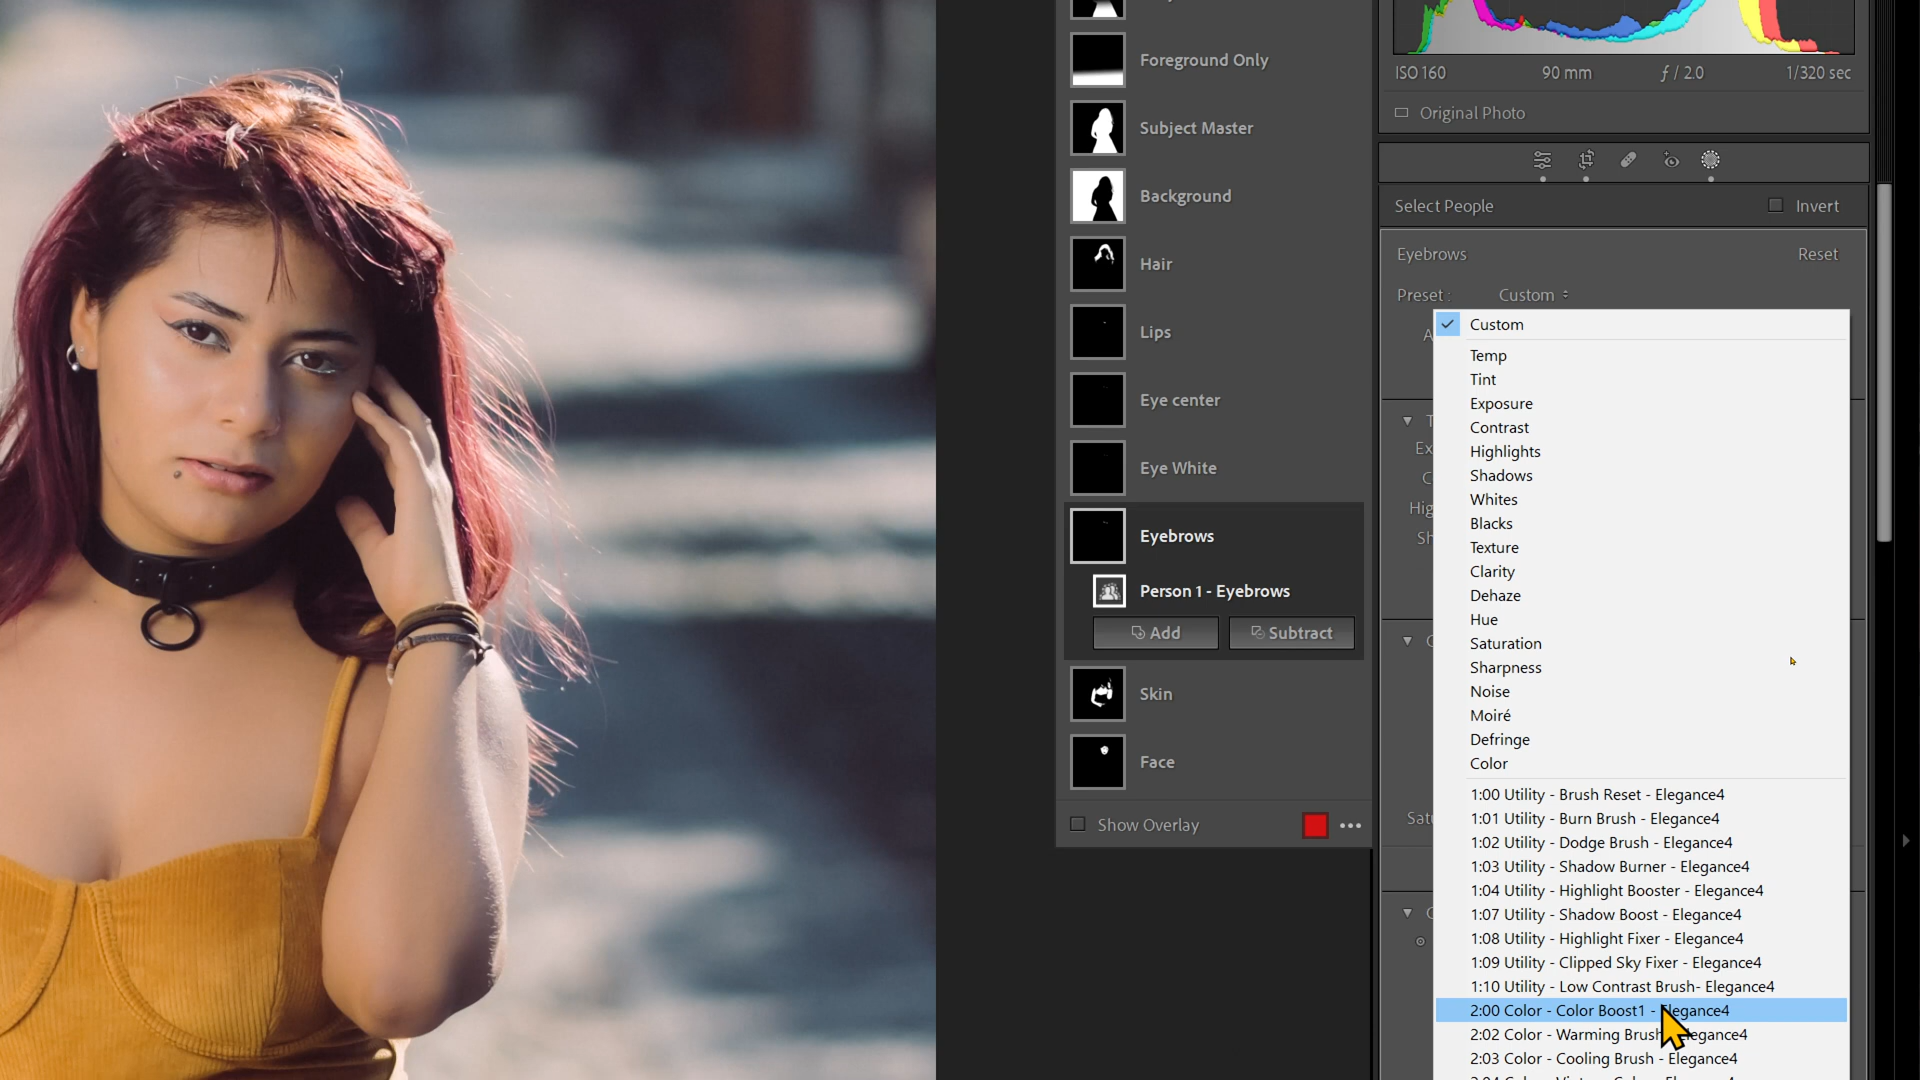 Foreground Only
Subject Master
Background
Hair
Lips
Eye center
Eye White
Eyebrows
Person 1 - Eyebrows
Add
Subtract
Skin
Face
Show Overlay
ISO 160
90 mm
ƒ / 2.0
1/320 sec
Original Photo
Select People
Invert
Eyebrows
Reset
Preset :
Custom
Custom
Temp
Tint
Exposure
Contrast
Highlights
Shadows
Whites
Blacks
Texture
Clarity
Dehaze
Hue
Saturation
Sharpness
Noise
Moiré
Defringe
Color
1:00 Utility - Brush Reset - Elegance4
1:01 Utility - Burn Brush - Elegance4
1:02 Utility - Dodge Brush - Elegance4
1:03 Utility - Shadow Burner - Elegance4
1:04 Utility - Highlight Booster - Elegance4
1:07 Utility - Shadow Boost - Elegance4
1:08 Utility - Highlight Fixer - Elegance4
1:09 Utility - Clipped Sky Fixer - Elegance4
1:10 Utility - Low Contrast Brush- Elegance4
2:00 Color - Color Boost1 - Elegance4
2:02 Color - Warming Brush - Elegance4
2:03 Color - Cooling Brush - Elegance4